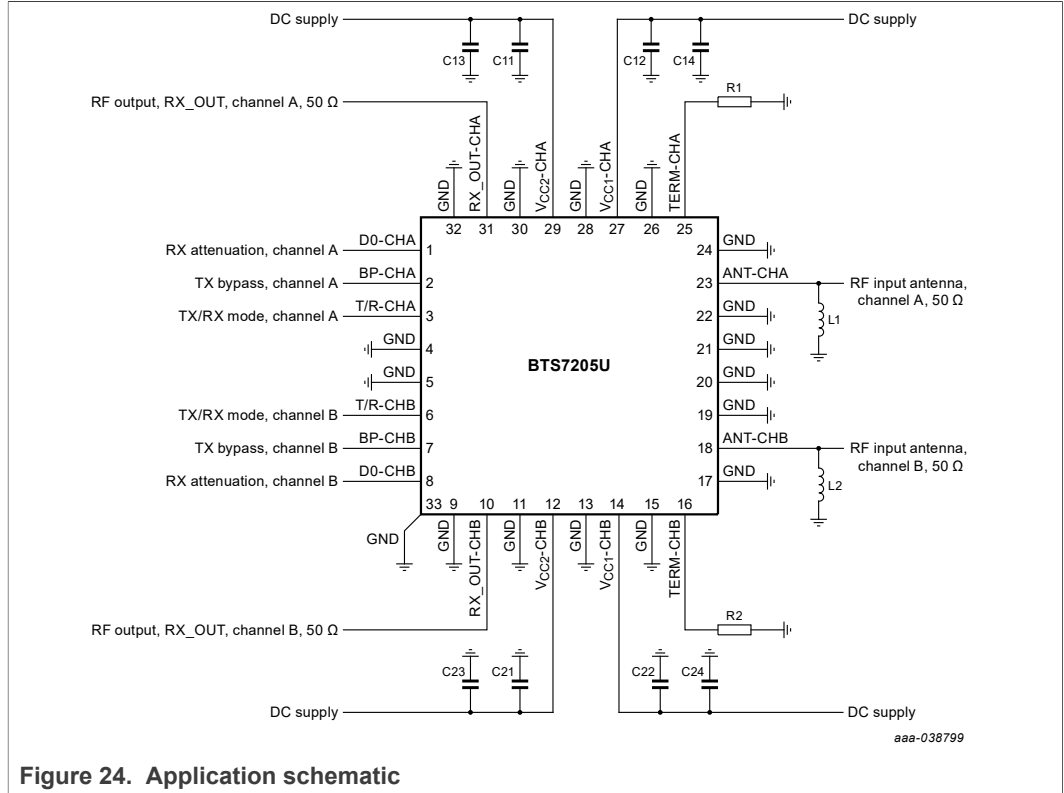 DC supply
DC supply
C13
C11
C12
C14
R1
RF output, RX_OUT, channel A, 50 Ω
GND
RX_OUT-CHA
GND
VCC2-CHA
GND
VCC1-CHA
GND
TERM-CHA
32
31
30
29
28
27
26
25
RX attenuation, channel A
D0-CHA
1
TX bypass, channel A
BP-CHA
2
TX/RX mode, channel A
T/R-CHA
3
GND
4
GND
5
TX/RX mode, channel B
T/R-CHB
6
TX bypass, channel B
BP-CHB
7
RX attenuation, channel B
D0-CHB
8
BTS7205U
24
GND
23
ANT-CHA
RF input antenna,
channel A, 50 Ω
L1
22
GND
21
GND
20
GND
19
GND
18
ANT-CHB
RF input antenna,
channel B, 50 Ω
L2
17
GND
33
9
10
11
12
13
14
15
16
GND
GND
RX_OUT-CHB
GND
VCC2-CHB
GND
VCC1-CHB
GND
TERM-CHB
RF output, RX_OUT, channel B, 50 Ω
R2
C23
C21
C22
C24
DC supply
DC supply
aaa-038799
Figure 24. Application schematic